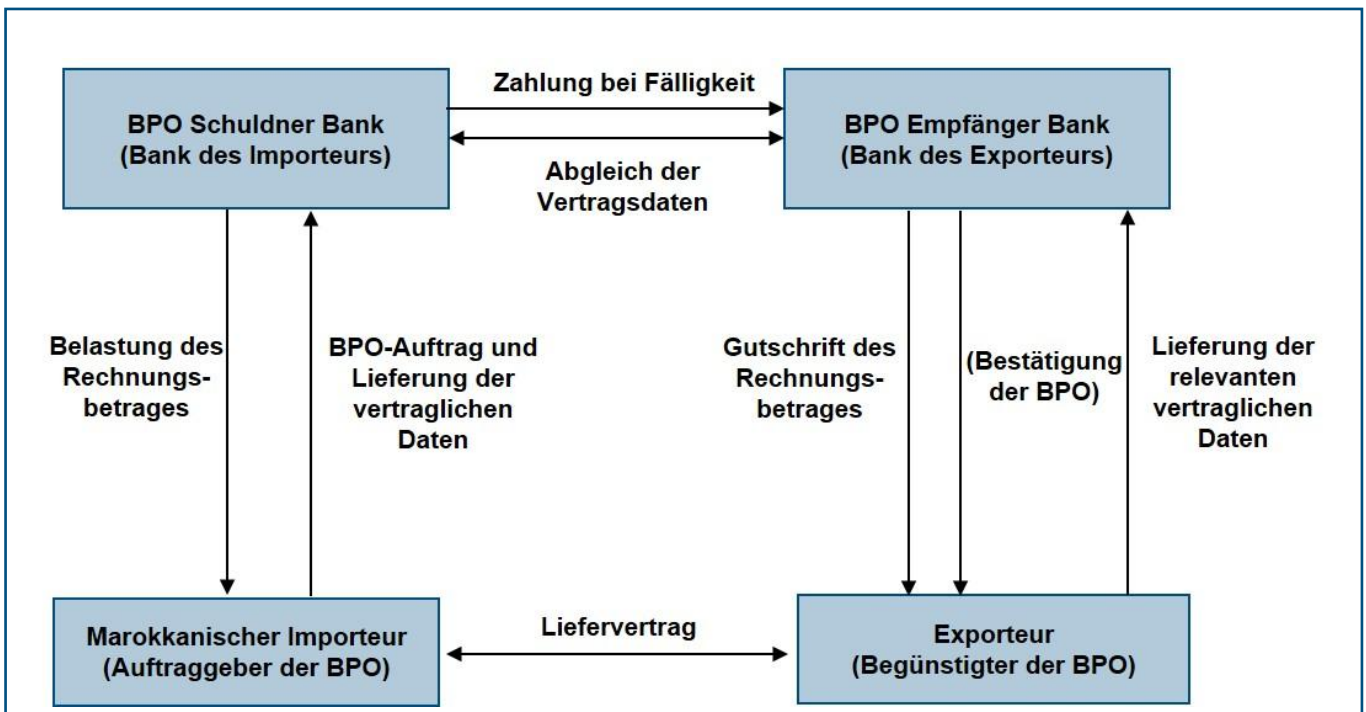 Zahlung bei Fälligkeit
BPO Schuldner Bank
(Bank des Importeurs)
BPO Empfänger Bank
(Bank des Exporteurs)
Abgleich der
Vertragsdaten
Belastung des
Rechnungs-
betrages
BPO-Auftrag und
Lieferung der
vertraglichen
Daten
Gutschrift des
Rechnungs-
betrages
(Bestätigung
der BPO)
Lieferung der
relevanten
vertraglichen
Daten
Marokkanischer Importeur
(Auftraggeber der BPO)
Liefervertrag
Exporteur
(Begünstigter der BPO)